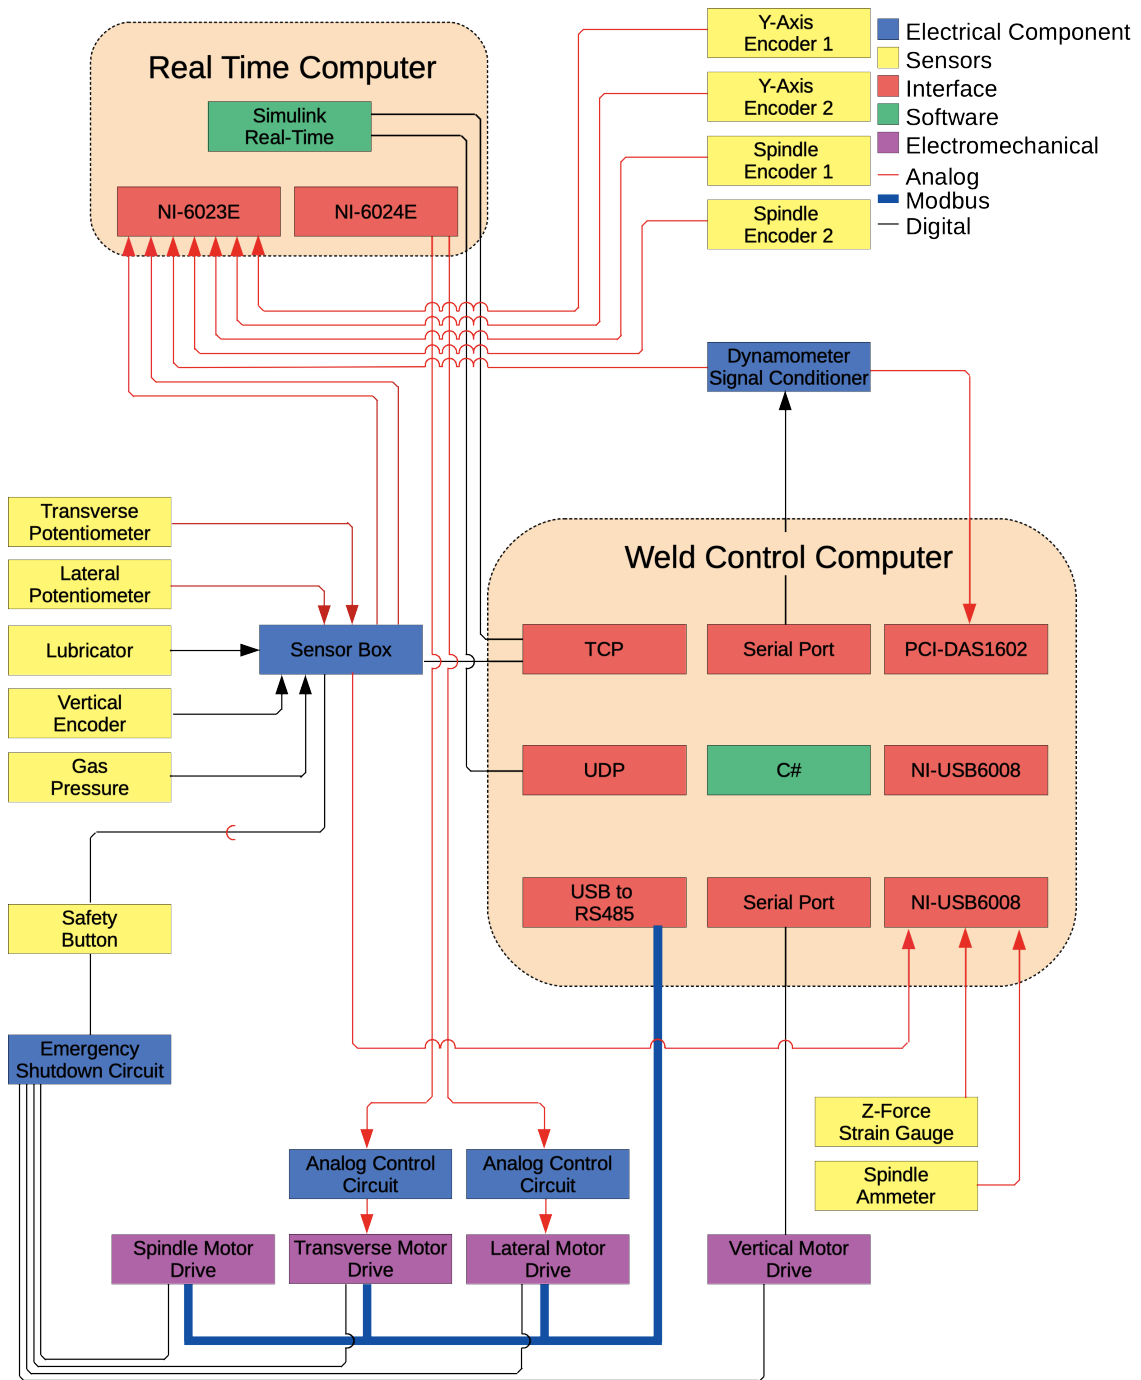 Real Time Computer
Simulink
Real-Time
NI-6023E
NI-6024E
Y-Axis
Encoder 1
Y-Axis
Encoder 2
Spindle
Encoder 1
Spindle
Encoder 2
Electrical Component
Sensors
Interface
Software
Electromechanical
Analog
Modbus
Digital
Dynamometer
Signal Conditioner
Transverse
Potentiometer
Lateral
Potentiometer
Lubricator
Vertical
Encoder
Gas
Pressure
Sensor Box
Weld Control Computer
TCP
Serial Port
PCI-DAS1602
UDP
C#
NI-USB6008
USB to
RS485
Serial Port
NI-USB6008
Safety
Button
Emergency
Shutdown Circuit
Z-Force
Strain Gauge
Spindle
Ammeter
Analog Control
Circuit
Analog Control
Circuit
Spindle Motor
Drive
Transverse Motor
Drive
Lateral Motor
Drive
Vertical Motor
Drive